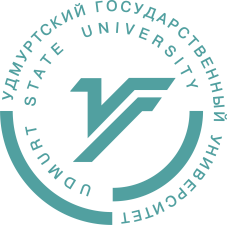 УДМУРТСКИЙ ГОСУДАРСТВЕННЫЙ УНИВЕРСИТЕТ
UDMURT STATE UNIVERSITY